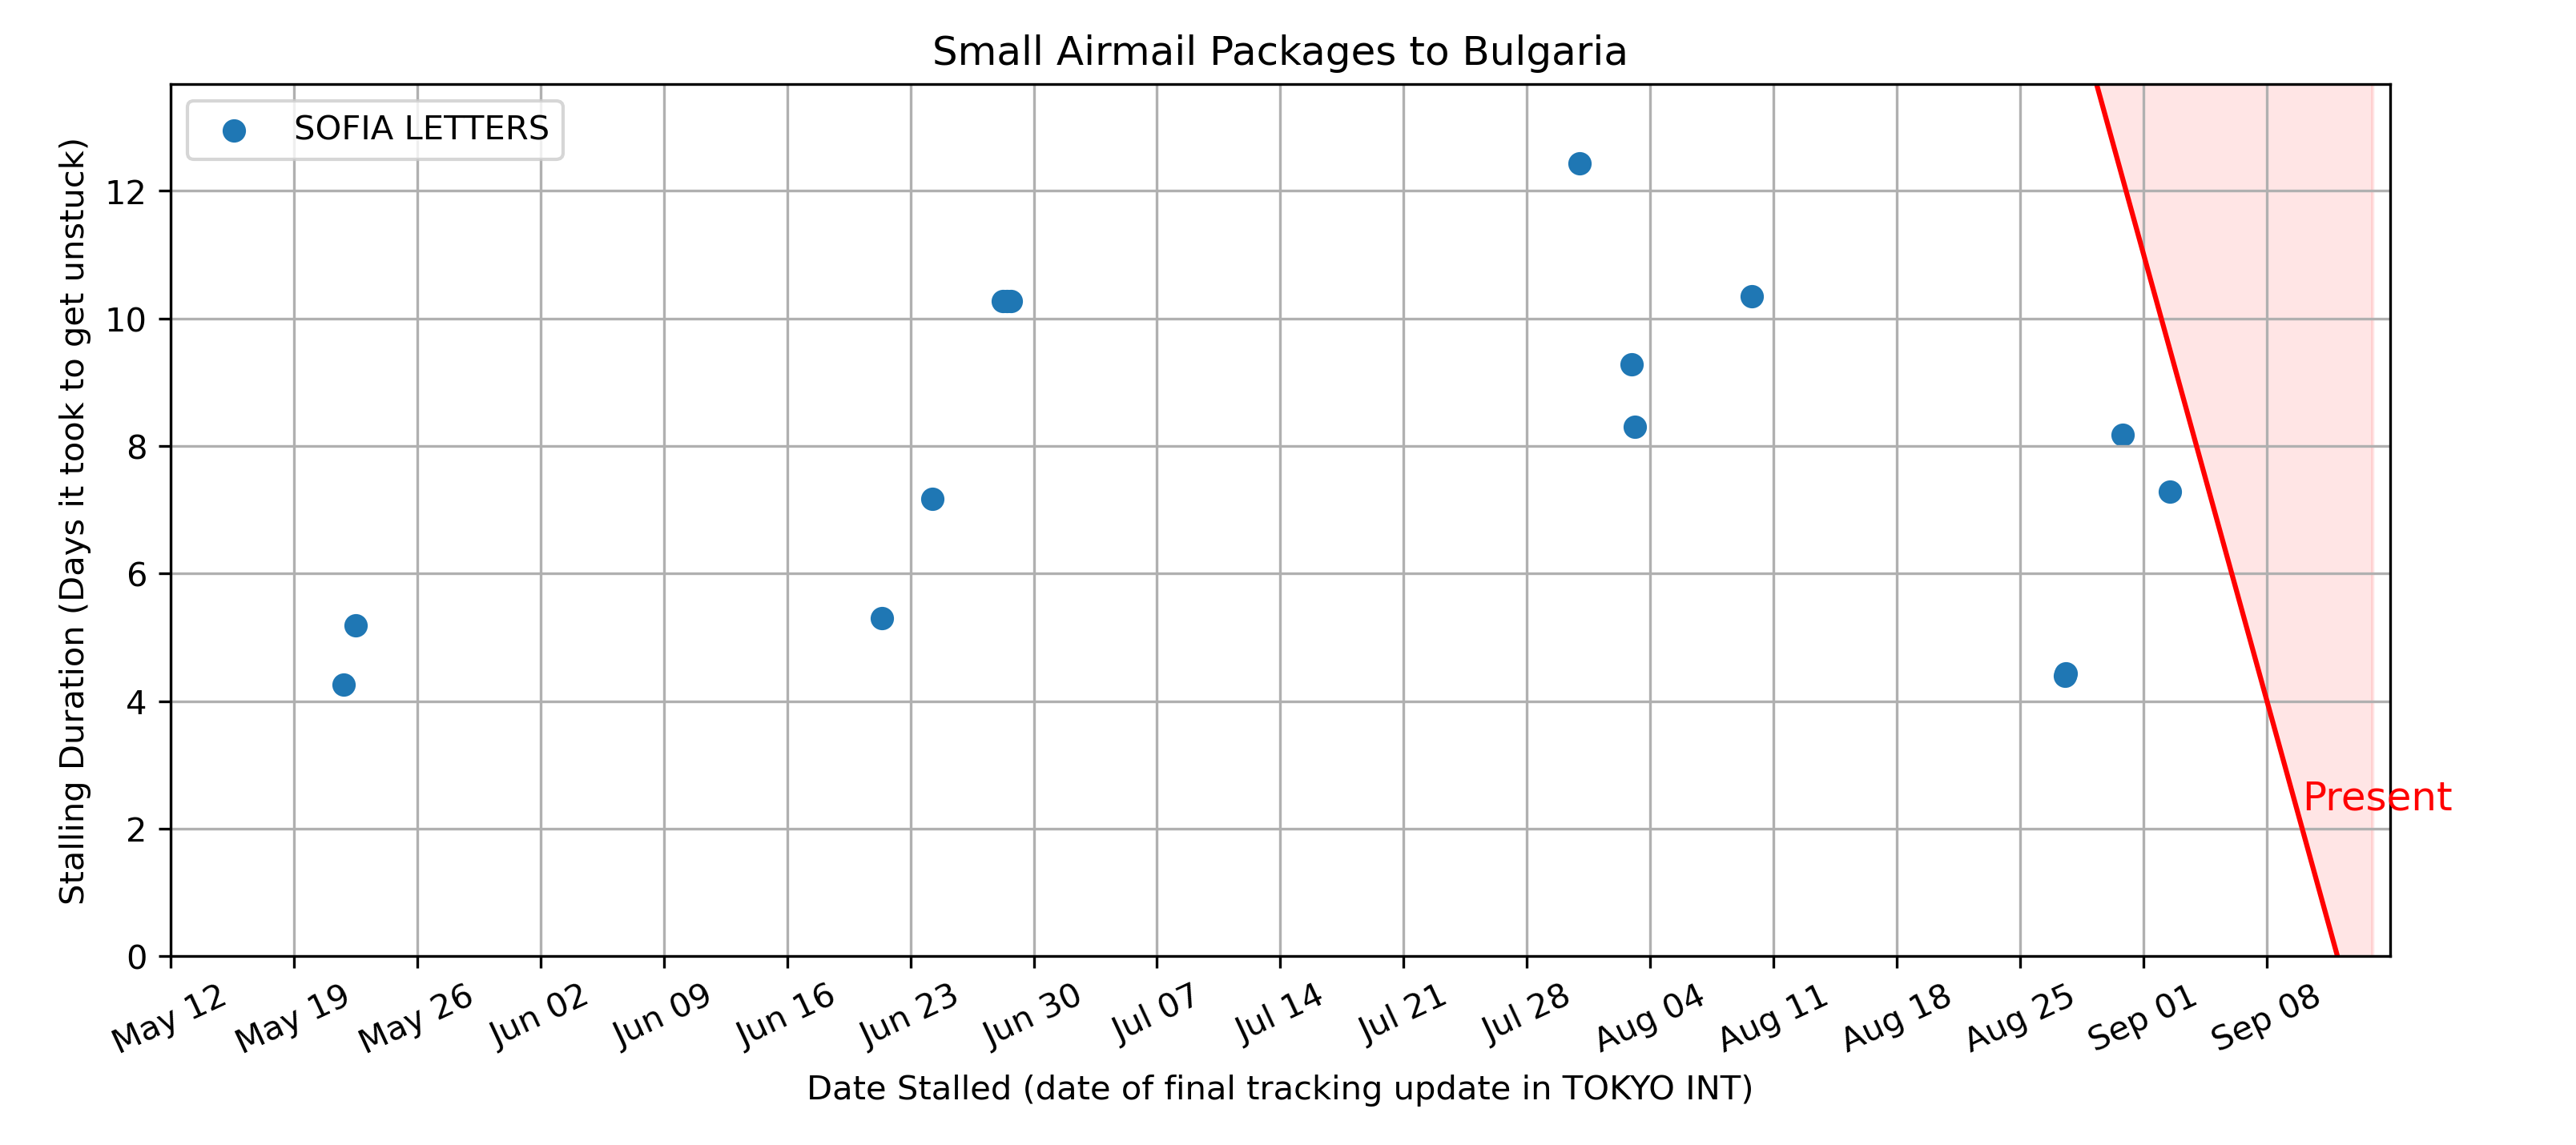 Small Airmail Packages to Bulgaria
SOFIA LETTERS
Stalling Duration (Days it took to get unstuck)
12
10
8
6
4
2
0
Present
May 12
May 19
May 26
Jun 02
Jun 09
Jun 16
Jun 23
Jun 30
Jul 07
Jul 14
Jul 21
Jul 28
Aug 04
Aug 11
Aug 18
Aug 25
Sep 01
Sep 08
Date Stalled (date of final tracking update in TOKYO INT)